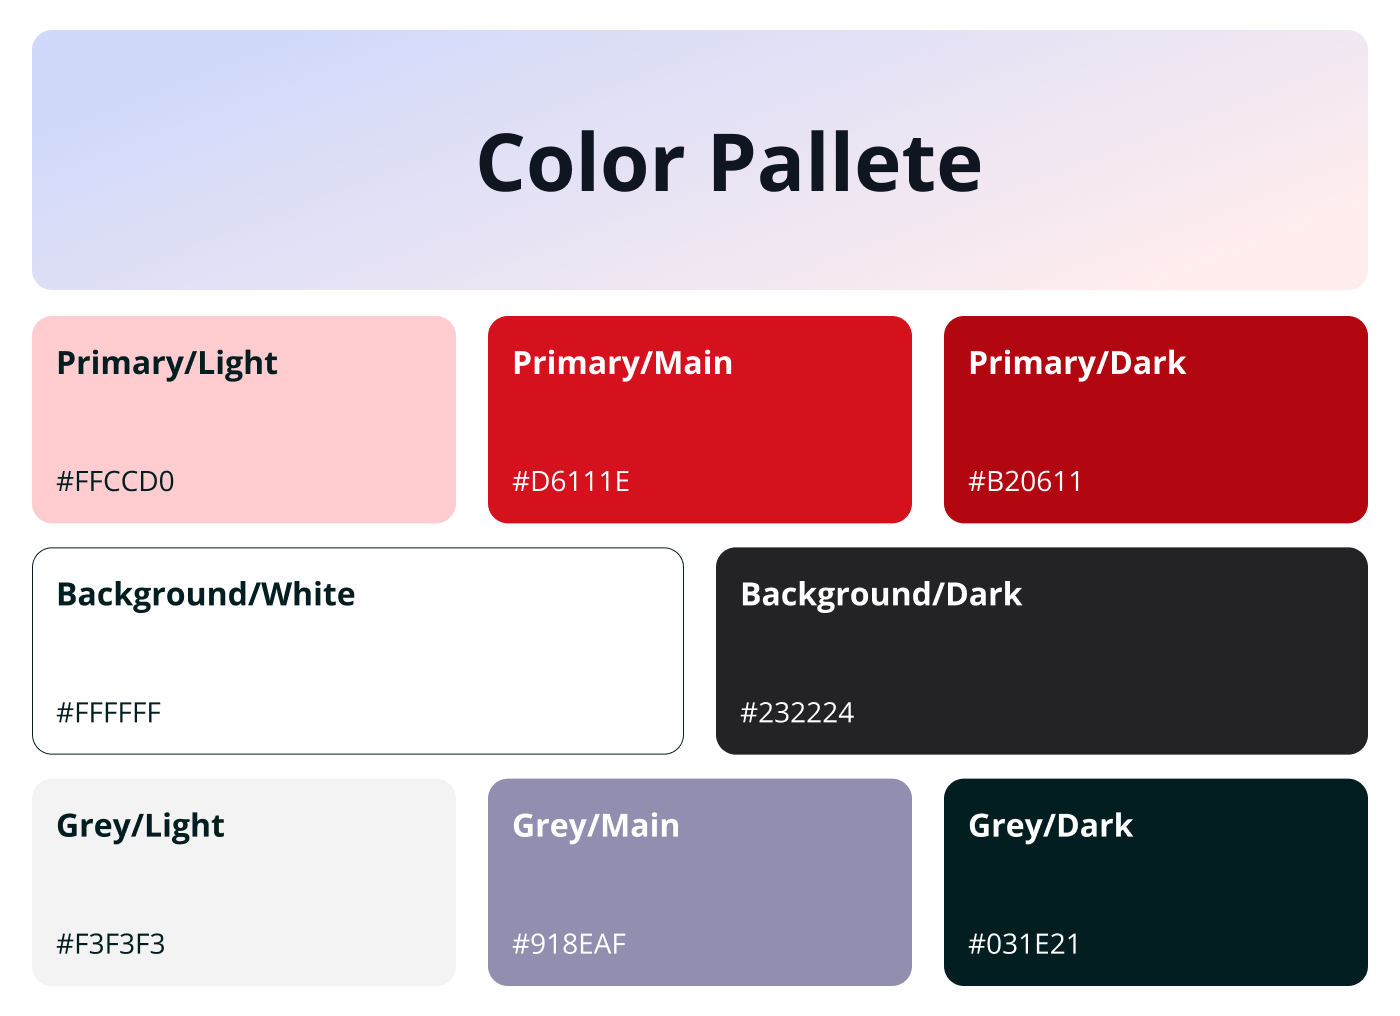 Color Pallete
Primary/Light
#FFCCD0
Primary/Main
#D6111E
Primary/Dark
#B20611
Background/White
#FFFFFF
Background/Dark
#232224
Grey/Light
#F3F3F3
Grey/Main
#918EAF
Grey/Dark
#031E21